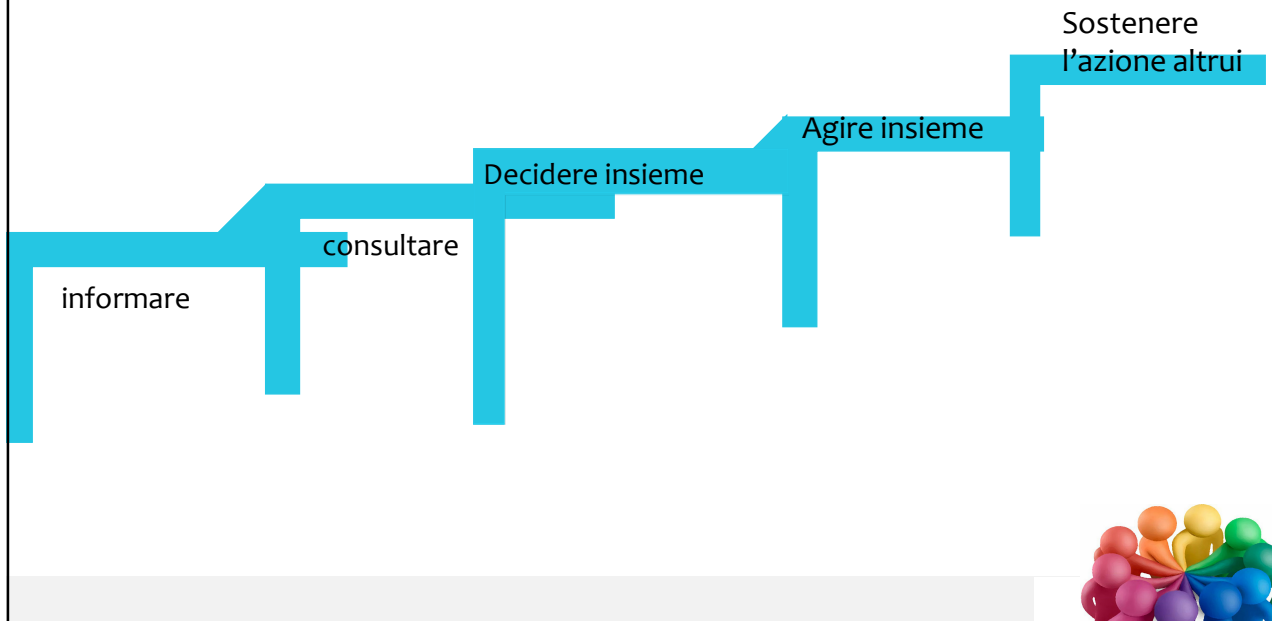 Sostenere
l’azione altrui
Agire insieme
Decidere insieme
consultare
informare